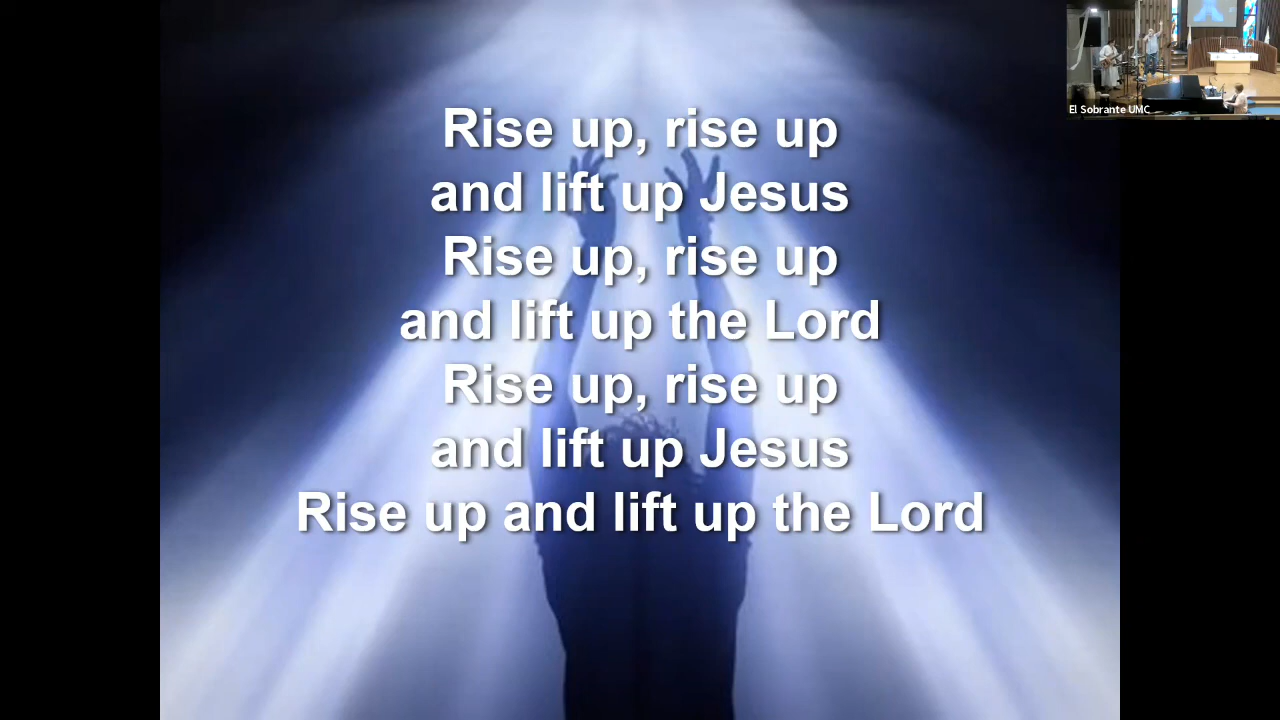 Rise up, rise up
and lift up Jesus
Rise up, rise up
and lift up the Lord
Rise up, rise up
and lift up Jesus
Rise up and lift up the Lord
El Sobrante UMC